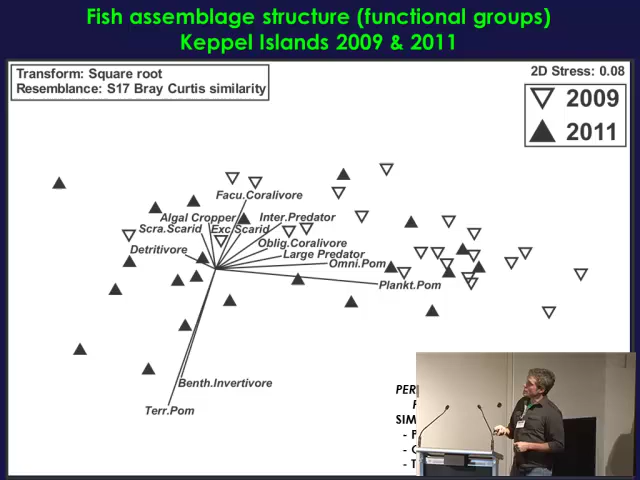 Fish assemblage structure (functional groups)
Keppel Islands 2009 & 2011
Transform: Square root
Resemblance: S17 Bray Curtis similarity
2D Stress: 0.08
2009
2011
Facu.Coralivore
Algal Cropper
Inter.Predator
Scra.Scarid
Exc.Scarid
Oblig.Coralivore
Detritivore
Large Predator
Omni.Pom
Plankt.Pom
Benth.Invertivore
Terr.Pom